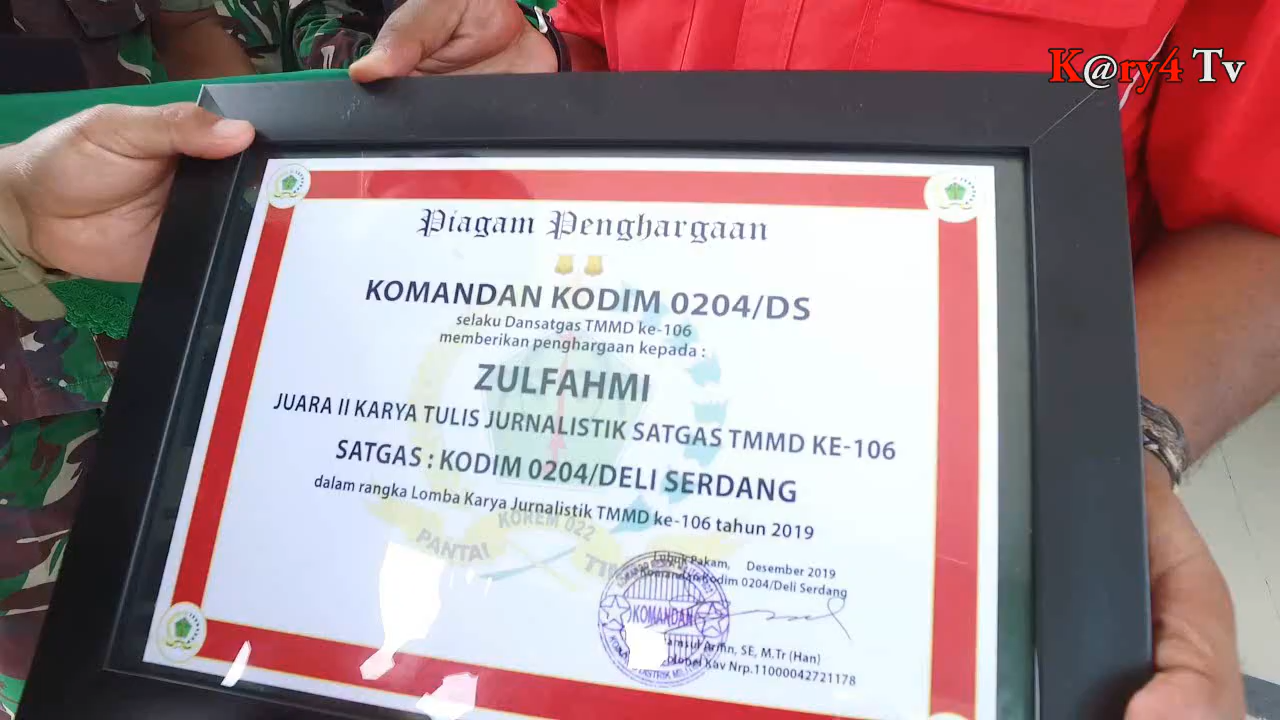 K@ry4 Tv
Piagam Penghargaan
KOMANDAN KODIM 0204/DS
selaku Dansatgas TMMD ke-106
memberikan penghargaan kepada :
ZULFAHMI
JUARA II KARYA TULIS JURNALISTIK SATGAS TMMD KE-106
SATGAS : KODIM 0204/DELI SERDANG
dalam rangka Lomba Karya Jurnalistik TMMD ke-106 tahun 2019
KOREM 022
PANTAI
Lubuk Pakam, Desember 2019
Komandan Kodim 0204/Deli Serdang
KOMANDAN
Arifin, SE, M.Tr (Han)
Kav Nrp.11000042721178